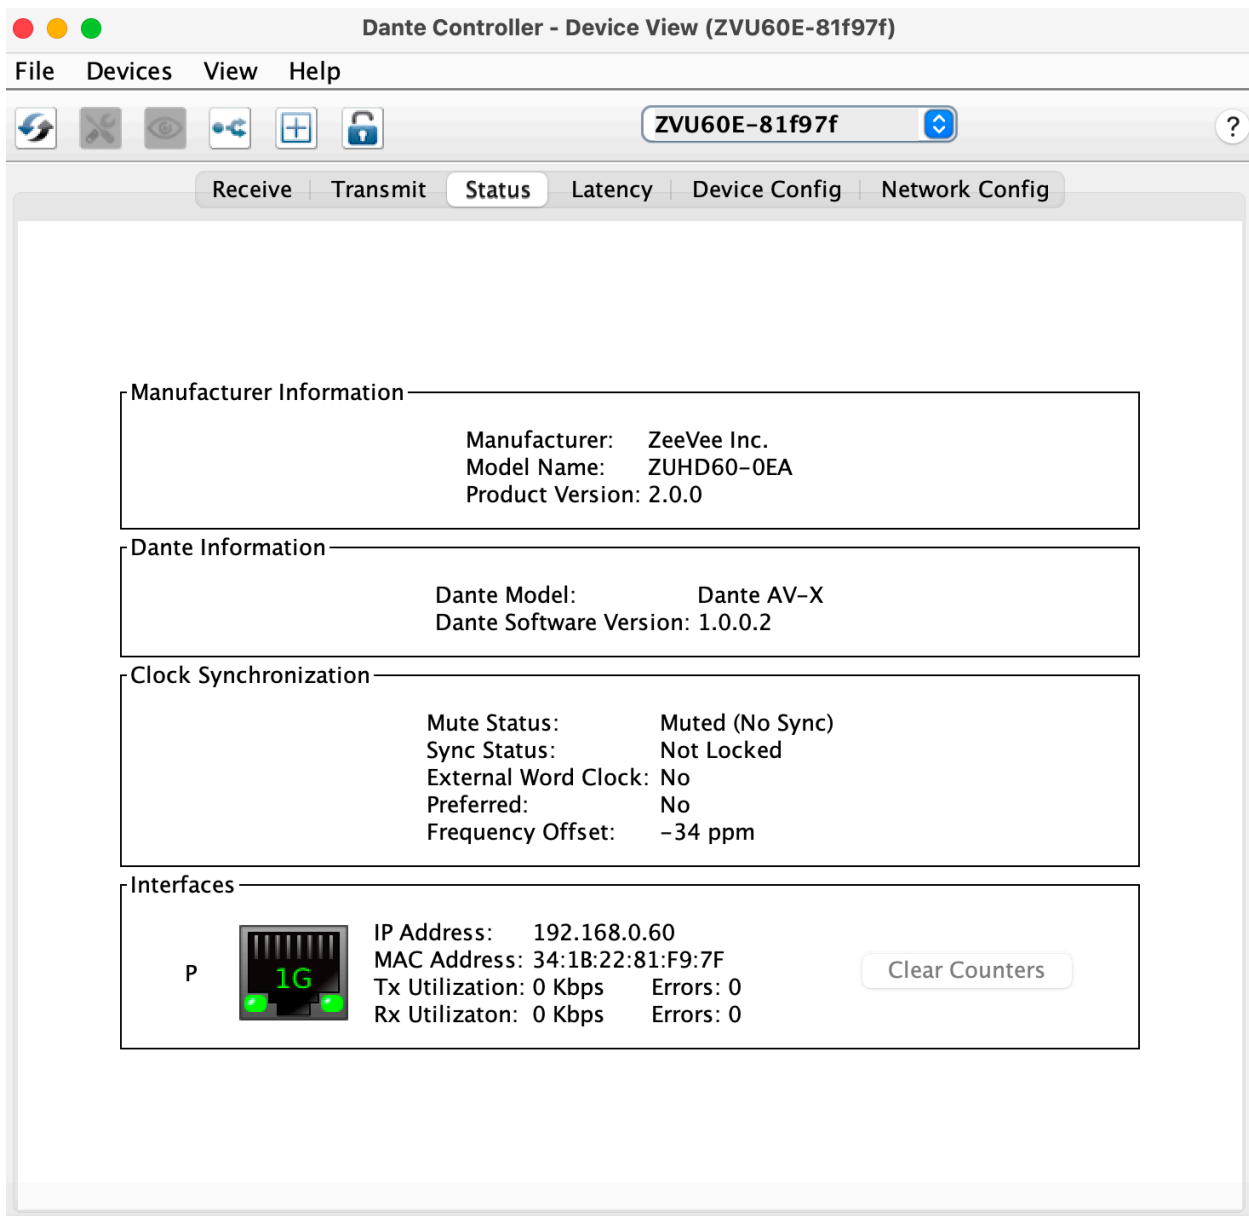 Dante Controller - Device View (ZVU60E-81f97f)
File Devices View Help
ZVU60E-81f97f
?
Receive Transmit Status Latency Device Config Network Config
Manufacturer Information
Manufacturer: ZeeVee Inc.
Model Name: ZUHD60-0EA
Product Version: 2.0.0
Dante Information
Dante Model: Dante AV-X
Dante Software Version: 1.0.0.2
Clock Synchronization
Mute Status: Muted (No Sync)
Sync Status: Not Locked
External Word Clock: No
Preferred: No
Frequency Offset: -34 ppm
Interfaces
P
1G
IP Address: 192.168.0.60
MAC Address: 34:1B:22:81:F9:7F
Tx Utilization: 0 Kbps Errors: 0
Rx Utilizaton: 0 Kbps Errors: 0
Clear Counters